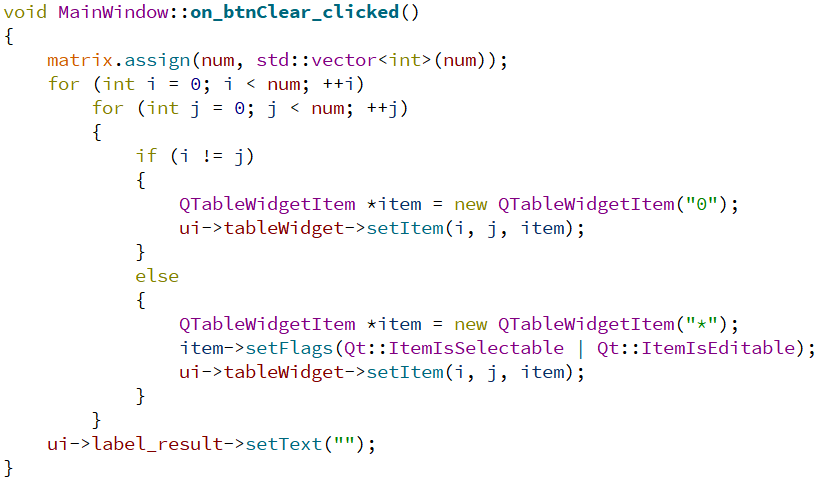 void MainWindow::on_btnClear_clicked()
{
    matrix.assign(num, std::vector<int>(num));
    for (int i = 0; i < num; ++i)
        for (int j = 0; j < num; ++j)
        {
            if (i != j)
            {
                QTableWidgetItem *item = new QTableWidgetItem("0");
                ui->tableWidget->setItem(i, j, item);
            }
            else
            {
                QTableWidgetItem *item = new QTableWidgetItem("*");
                item->setFlags(Qt::ItemIsSelectable | Qt::ItemIsEditable);
                ui->tableWidget->setItem(i, j, item);
            }
        }
    ui->label_result->setText("");
}